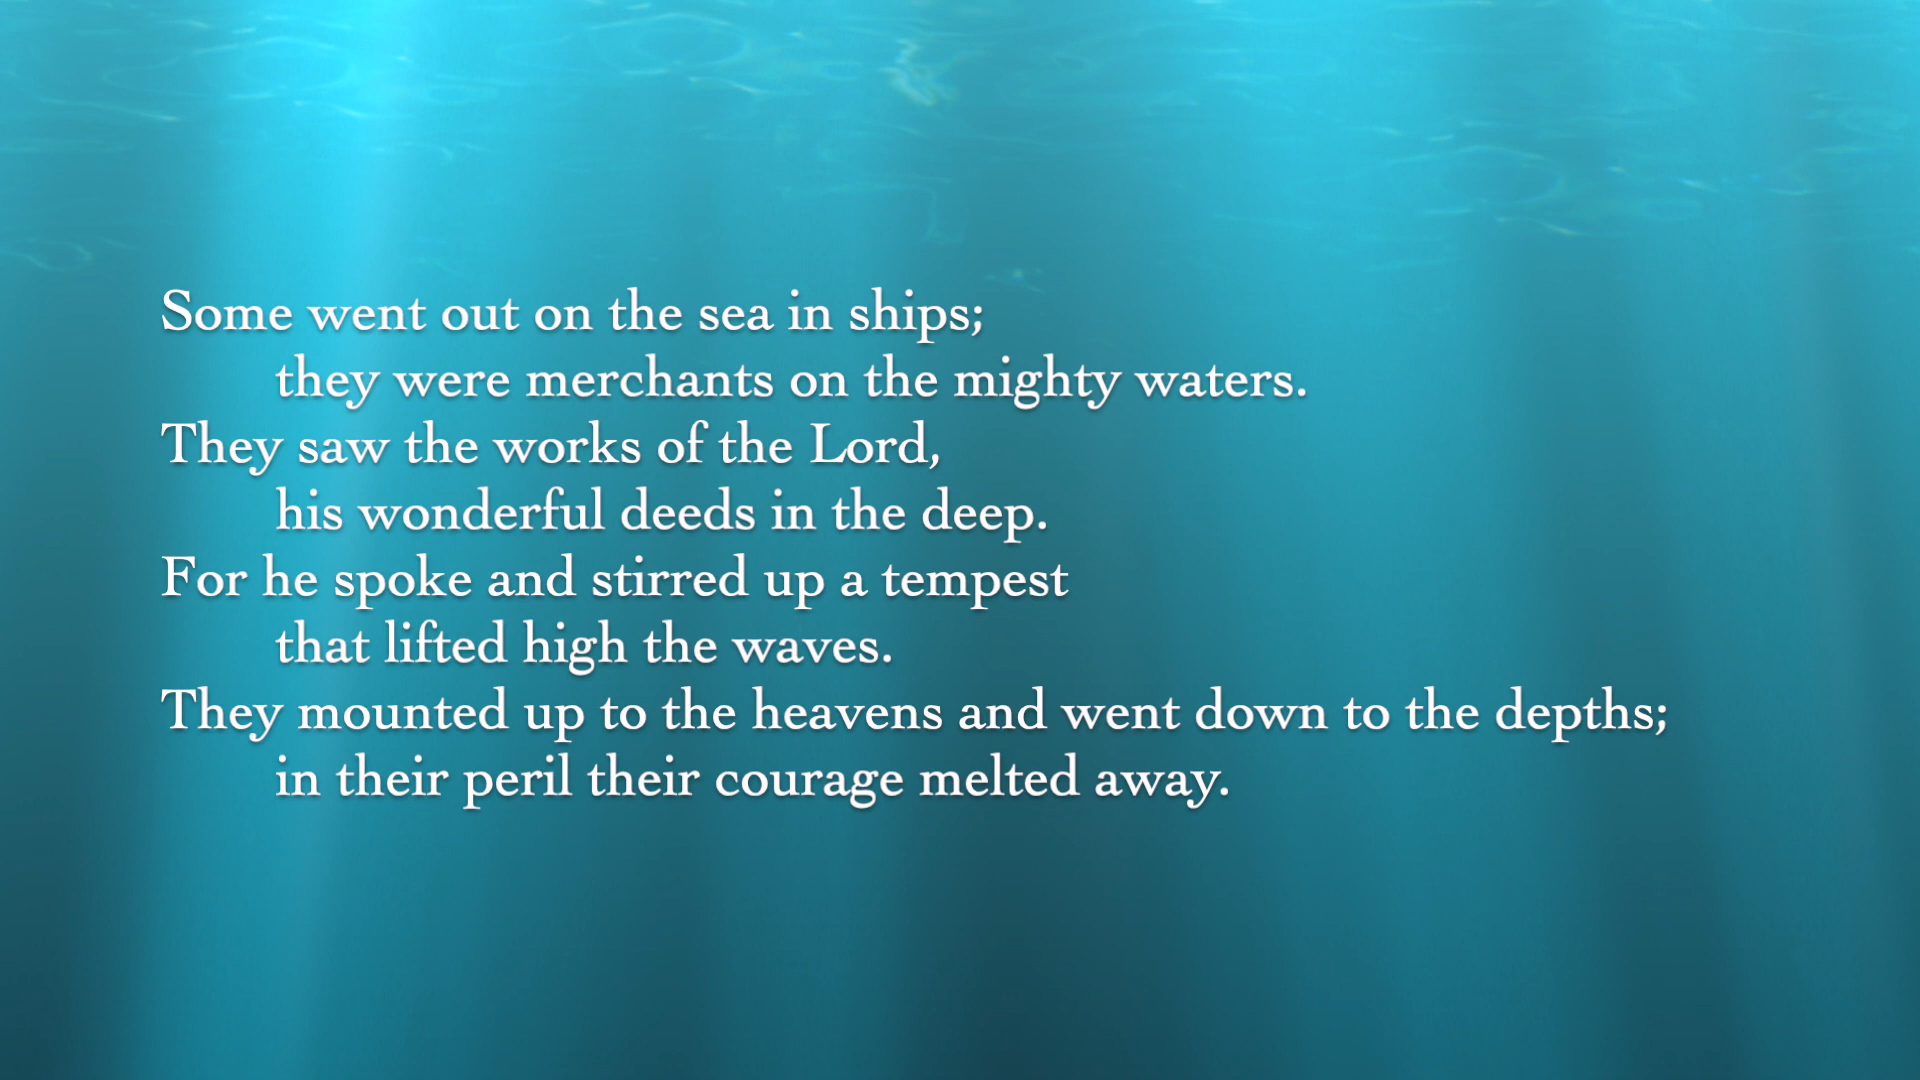 Some went out on the sea in ships;
they were merchants on the mighty waters.
They saw the works of the Lord,
his wonderful deeds in the deep.
For he spoke and stirred up a tempest
that lifted high the waves.
They mounted up to the heavens and went down to the depths;
in their peril their courage melted away.